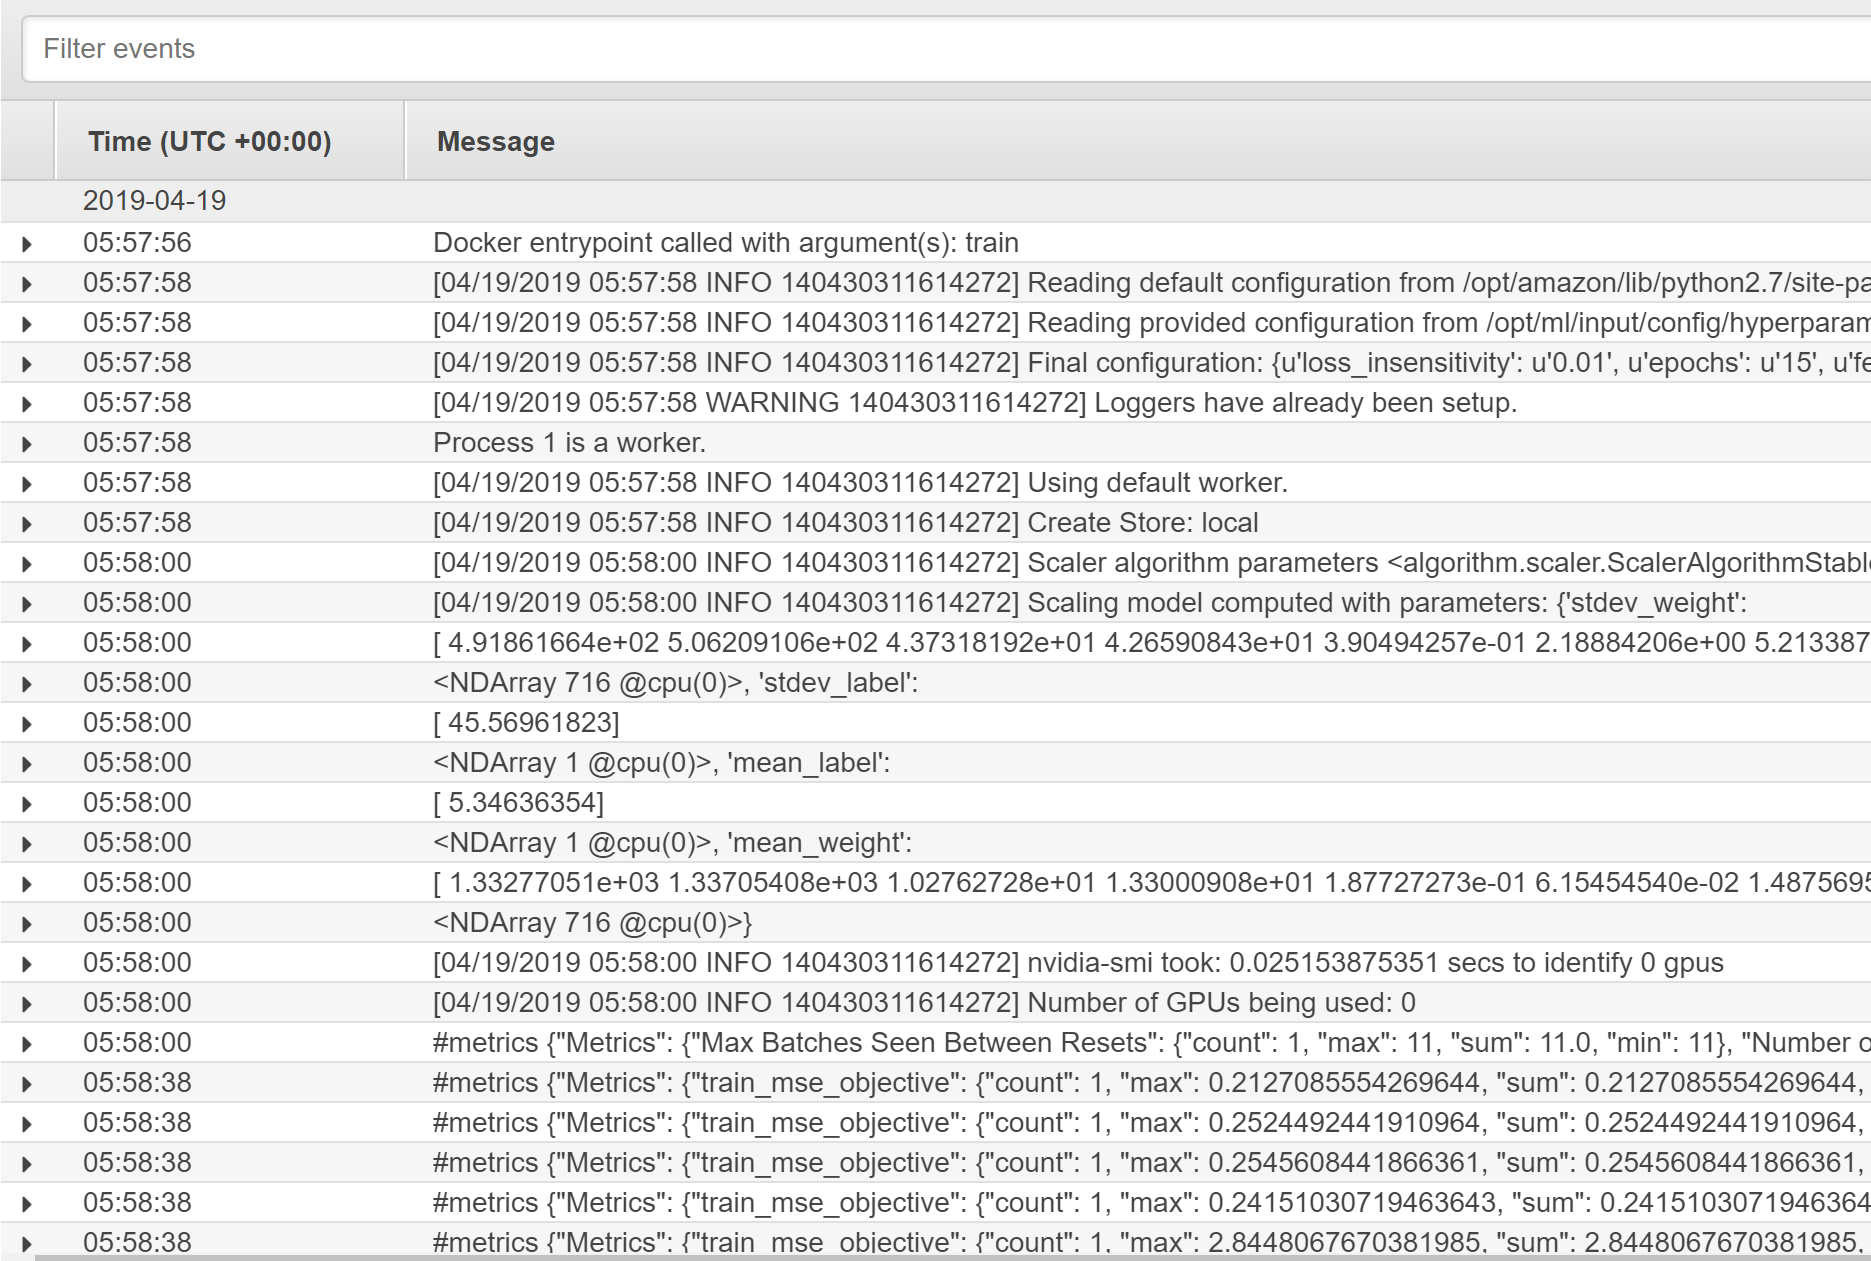 Filter events
Time (UTC +00:00) Message
2019-04-19
05:57:56 Docker entrypoint called with argument(s): train
05:57:58 [04/19/2019 05:57:58 INFO 140430311614272] Reading default configuration from /opt/amazon/lib/python2.7/site-pa
05:57:58 [04/19/2019 05:57:58 INFO 140430311614272] Reading provided configuration from /opt/ml/input/config/hyperparam
05:57:58 [04/19/2019 05:57:58 INFO 140430311614272] Final configuration: {u'loss_insensitivity': u'0.01', u'epochs': u'15', u'fe
05:57:58 [04/19/2019 05:57:58 WARNING 140430311614272] Loggers have already been setup.
05:57:58 Process 1 is a worker.
05:57:58 [04/19/2019 05:57:58 INFO 140430311614272] Using default worker.
05:57:58 [04/19/2019 05:57:58 INFO 140430311614272] Create Store: local
05:58:00 [04/19/2019 05:58:00 INFO 140430311614272] Scaler algorithm parameters <algorithm.scaler.ScalerAlgorithmStable
05:58:00 [04/19/2019 05:58:00 INFO 140430311614272] Scaling model computed with parameters: {'stdev_weight':
05:58:00 [ 4.91861664e+02 5.06209106e+02 4.37318192e+01 4.26590843e+01 3.90494257e-01 2.18884206e+00 5.213387
05:58:00 <NDArray 716 @cpu(0)>, 'stdev_label':
05:58:00 [ 45.56961823]
05:58:00 <NDArray 1 @cpu(0)>, 'mean_label':
05:58:00 [ 5.34636354]
05:58:00 <NDArray 1 @cpu(0)>, 'mean_weight':
05:58:00 [ 1.33277051e+03 1.33705408e+03 1.02762728e+01 1.33000908e+01 1.87727273e-01 6.15454540e-02 1.4875695
05:58:00 <NDArray 716 @cpu(0)>}
05:58:00 [04/19/2019 05:58:00 INFO 140430311614272] nvidia-smi took: 0.025153875351 secs to identify 0 gpus
05:58:00 [04/19/2019 05:58:00 INFO 140430311614272] Number of GPUs being used: 0
05:58:00 #metrics {"Metrics": {"Max Batches Seen Between Resets": {"count": 1, "max": 11, "sum": 11.0, "min": 11}, "Number o
05:58:38 #metrics {"Metrics": {"train_mse_objective": {"count": 1, "max": 0.2127085554269644, "sum": 0.2127085554269644,
05:58:38 #metrics {"Metrics": {"train_mse_objective": {"count": 1, "max": 0.2524492441910964, "sum": 0.2524492441910964,
05:58:38 #metrics {"Metrics": {"train_mse_objective": {"count": 1, "max": 0.2545608441866361, "sum": 0.2545608441866361,
05:58:38 #metrics {"Metrics": {"train_mse_objective": {"count": 1, "max": 0.24151030719463643, "sum": 0.2415103071946364
05:58:38 #metrics {"Metrics": {"train_mse_objective": {"count": 1, "max": 2.8448067670381985, "sum": 2.8448067670381985,